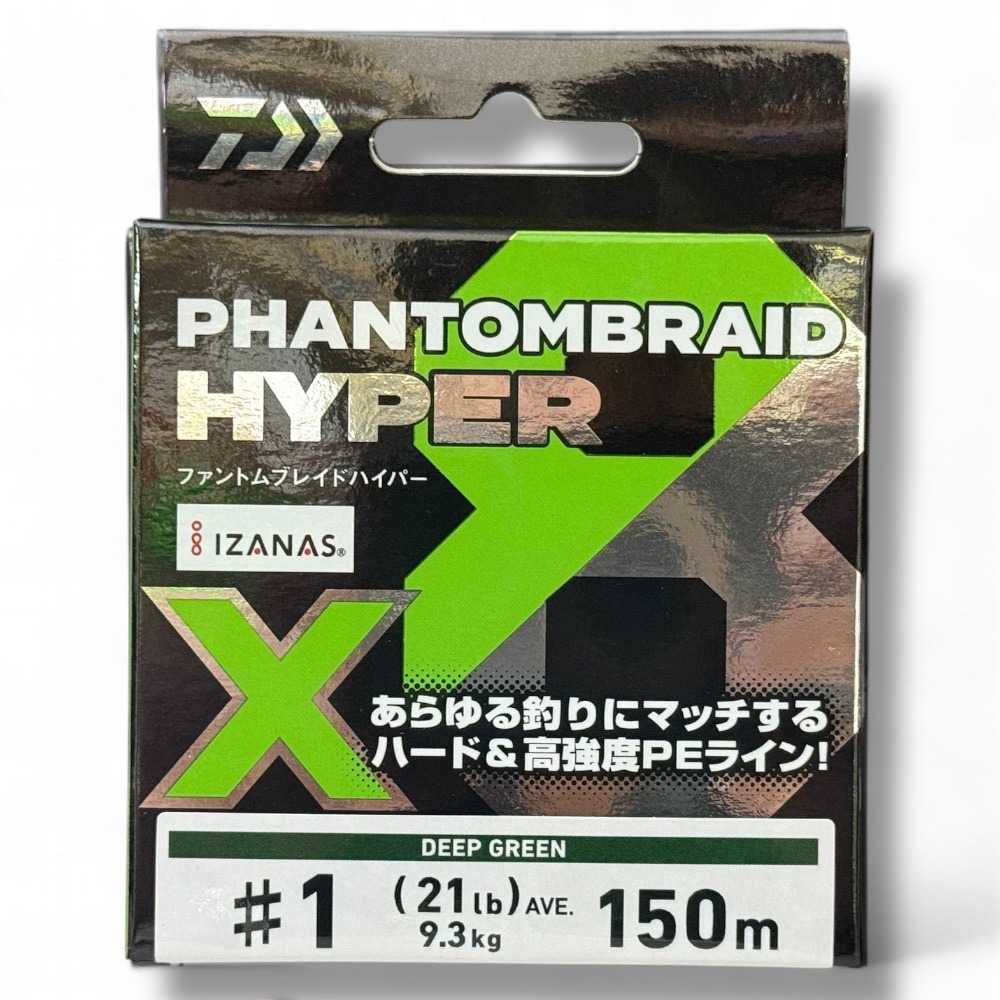 PHANTOMBRAID
HYPER
ファントムブレイドハイパー
IZANAS®
X8
あらゆる釣りにマッチする
ハード&高強度PEライン!
DEEP GREEN
#1 (21lb)AVE. 150m
9.3kg